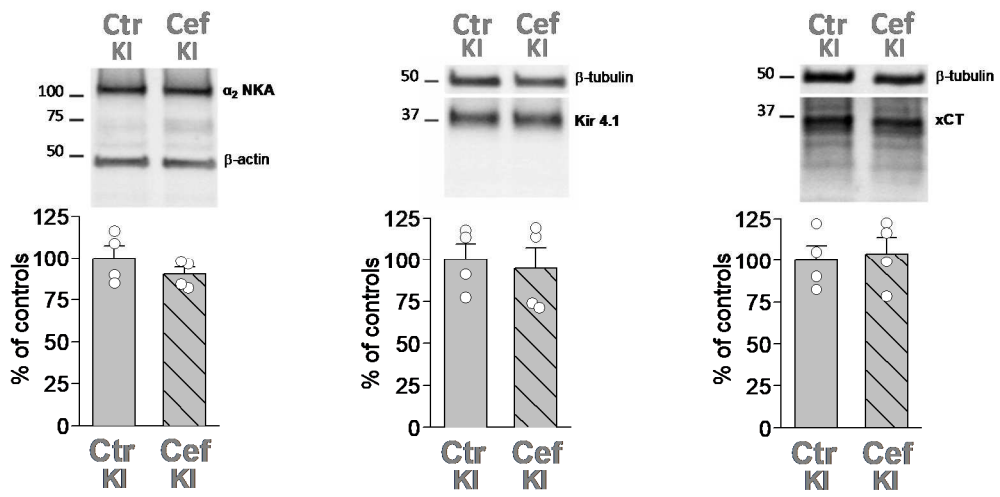 Ctr Cef
KI KI
100
75
50
α₂ NKA
β-actin
125
100
75
50
25
0
% of controls
Ctr Cef
KI KI
Ctr Cef
KI KI
50
37
β-tubulin
Kir 4.1
125
100
75
50
25
0
% of controls
Ctr Cef
KI KI
Ctr Cef
KI KI
50
37
β-tubulin
xCT
125
100
75
50
25
0
% of controls
Ctr Cef
KI KI